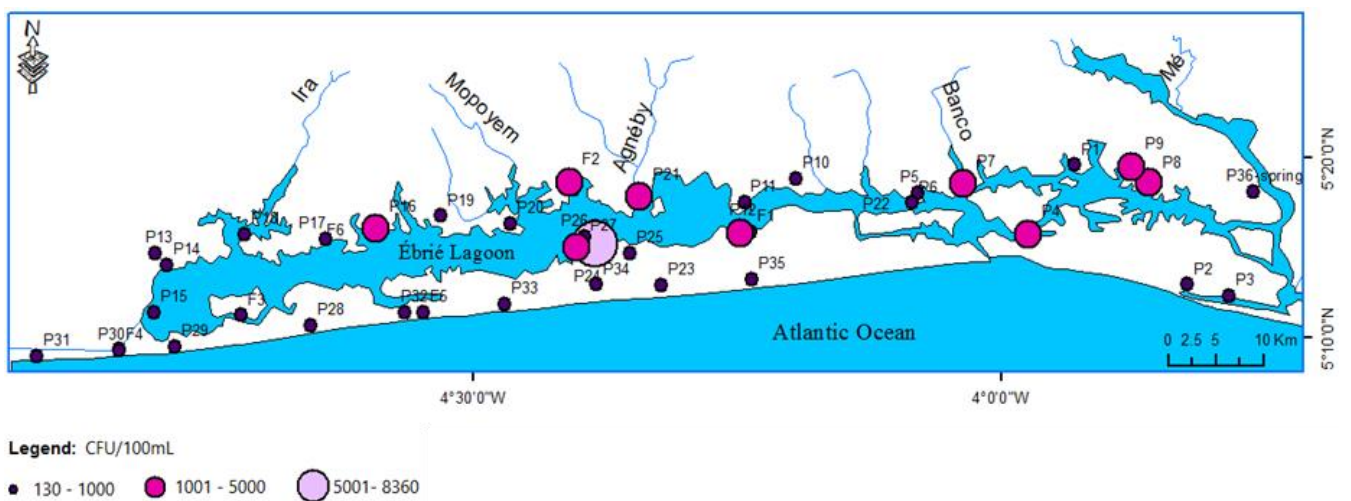 N
Ira
Mopoyem
Agnéby
Banco
Mé
F2
P10
P1
P9
P8
P7
P5
P6
P36-spring
P21
P11
P22
F1
P4
P19
P20
P16
P17
F6
P26
P27
P25
P13
P14
Ébrié Lagoon
P24
P34
P23
P35
P2
P3
P15
F3
P28
P32
P33
P29
P30
F4
P31
Atlantic Ocean
0 2.5 5 10 Km
5°20'0"N
5°10'0"N
4°30'0"W
4°0'0"W
Legend: CFU/100mL
130 - 1000
1001 - 5000
5001- 8360